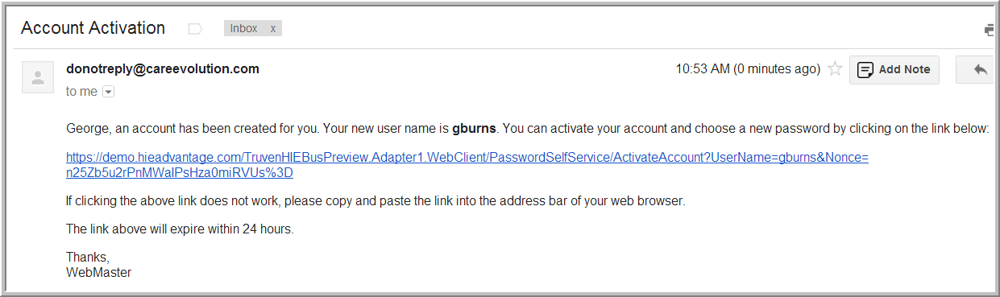 Account Activation
Inbox x
donotreply@careevolution.com
10:53 AM (0 minutes ago)
Add Note
to me
George, an account has been created for you. Your new user name is gburns. You can activate your account and choose a new password by clicking on the link below:
https://demo.hieadvantage.com/TruvenHIEBusPreview.Adapter1.WebClient/PasswordSelfService/ActivateAccount?UserName=gburns&Nonce=
n25Zb5u2rPnMWalPsHza0miRVUs%3D
If clicking the above link does not work, please copy and paste the link into the address bar of your web browser.
The link above will expire within 24 hours.
Thanks,
WebMaster